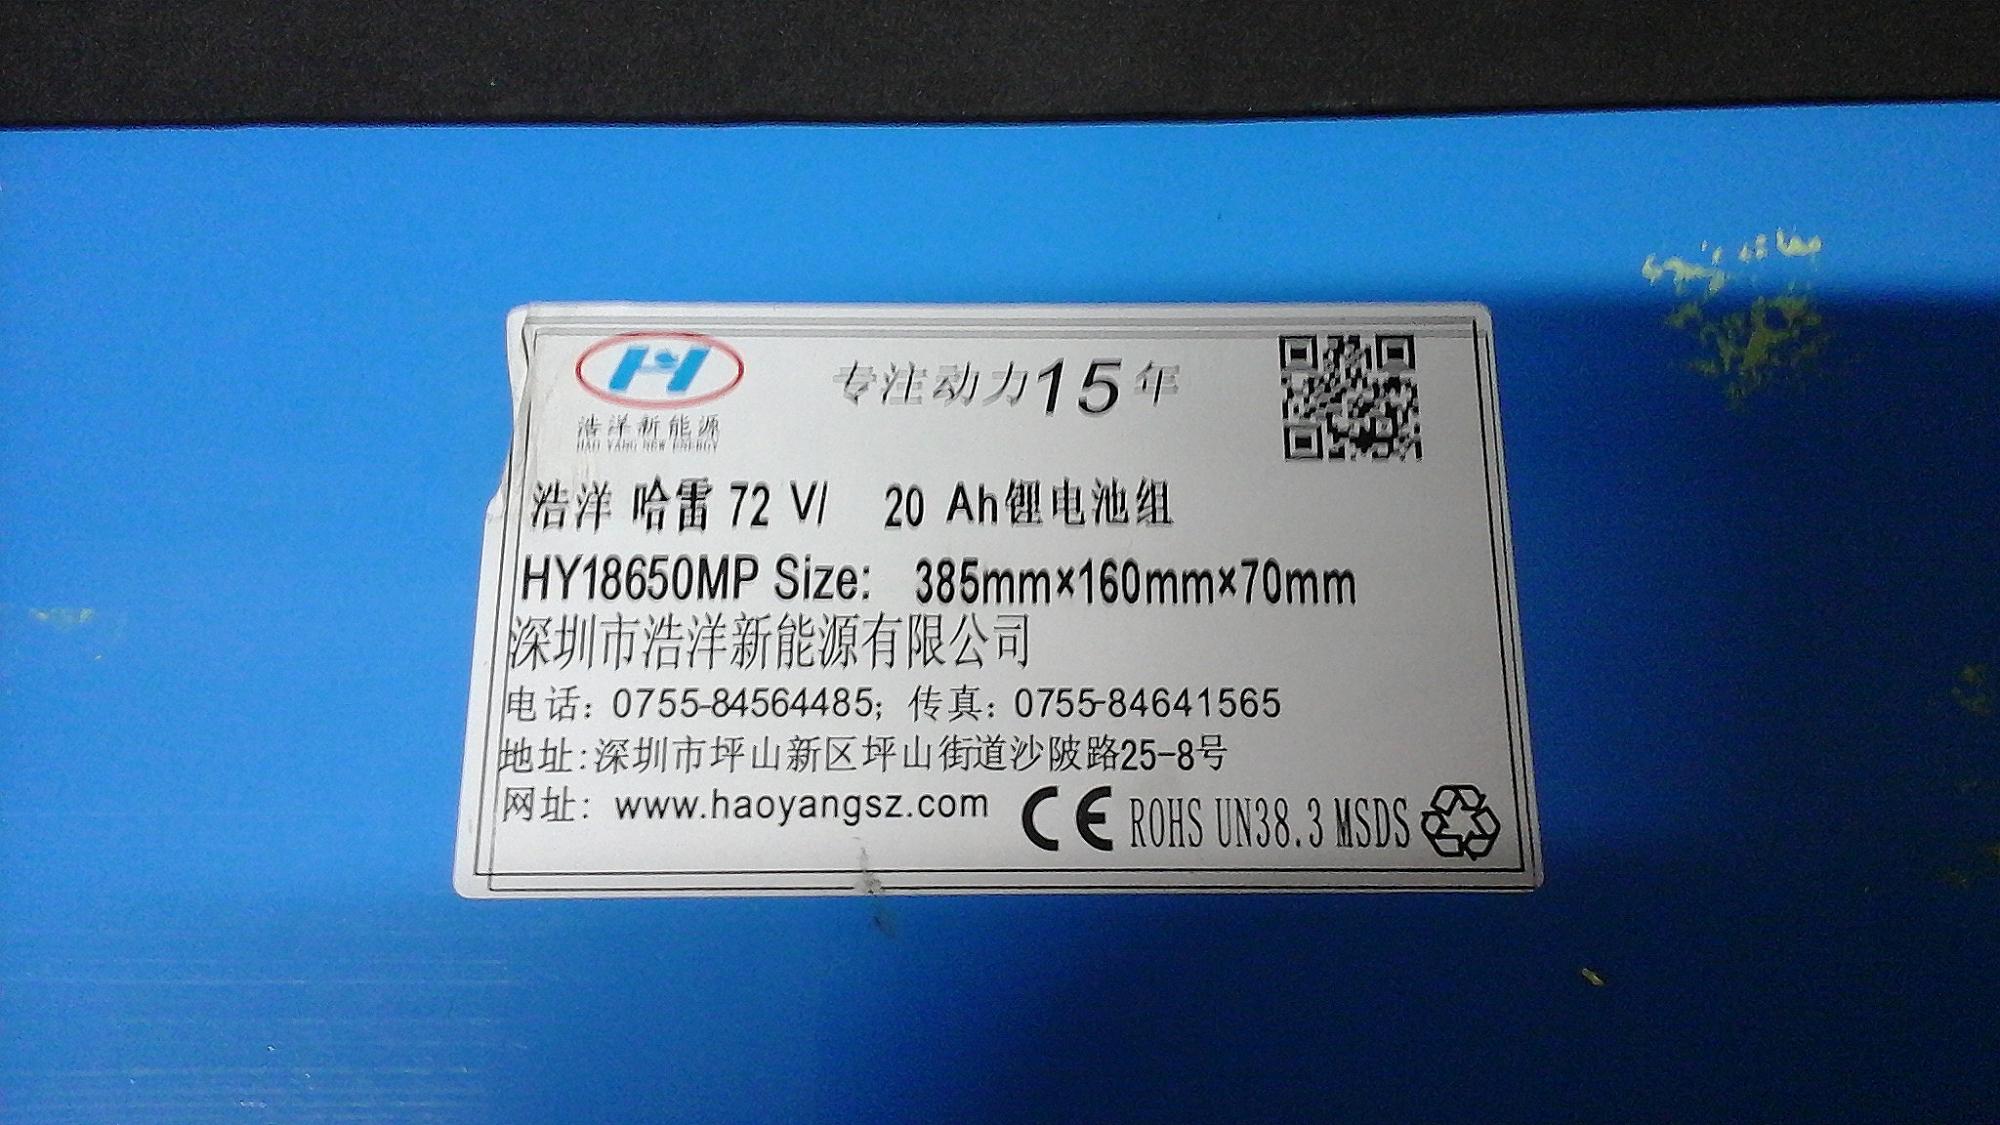 专注动力15年
浩洋新能源
HAO YANG NEW ENERGY
浩洋 哈雷 72 V/ 20 Ah锂电池组
HY18650MP Size: 385mm×160mm×70mm
深圳市浩洋新能源有限公司
电话: 0755-84564485; 传真: 0755-84641565
地址:深圳市坪山新区坪山街道沙陂路25-8号
网址: www.haoyangsz.com
CE ROHS UN38.3 MSDS